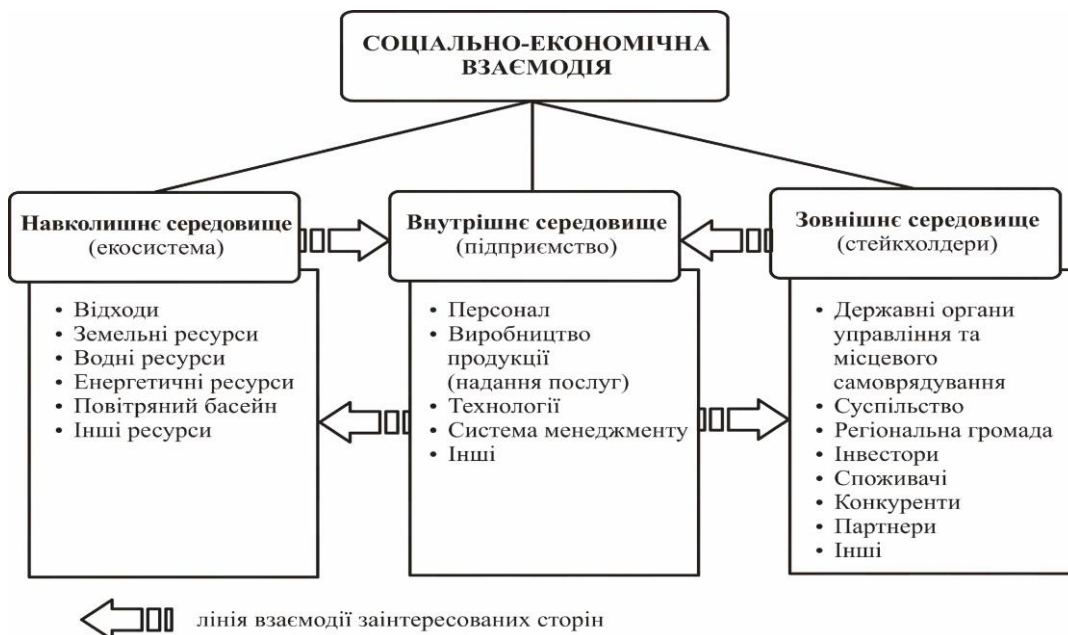 СОЦІАЛЬНО-ЕКОНОМІЧНА
ВЗАЄМОДІЯ
Навколишнє середовище
(екосистема)
• Відходи
• Земельні ресурси
• Водні ресурси
• Енергетичні ресурси
• Повітряний басейн
• Інші ресурси
Внутрішнє середовище
(підприємство)
• Персонал
• Виробництво
продукції
(надання послуг)
• Технології
• Система менеджменту
• Інші
Зовнішнє середовище
(стейкхолдери)
• Державні органи
управління та
місцевого
самоврядування
• Суспільство
• Регіональна громада
• Інвестори
• Споживачі
• Конкуренти
• Партнери
• Інші
лінія взаємодії заінтересованих сторін